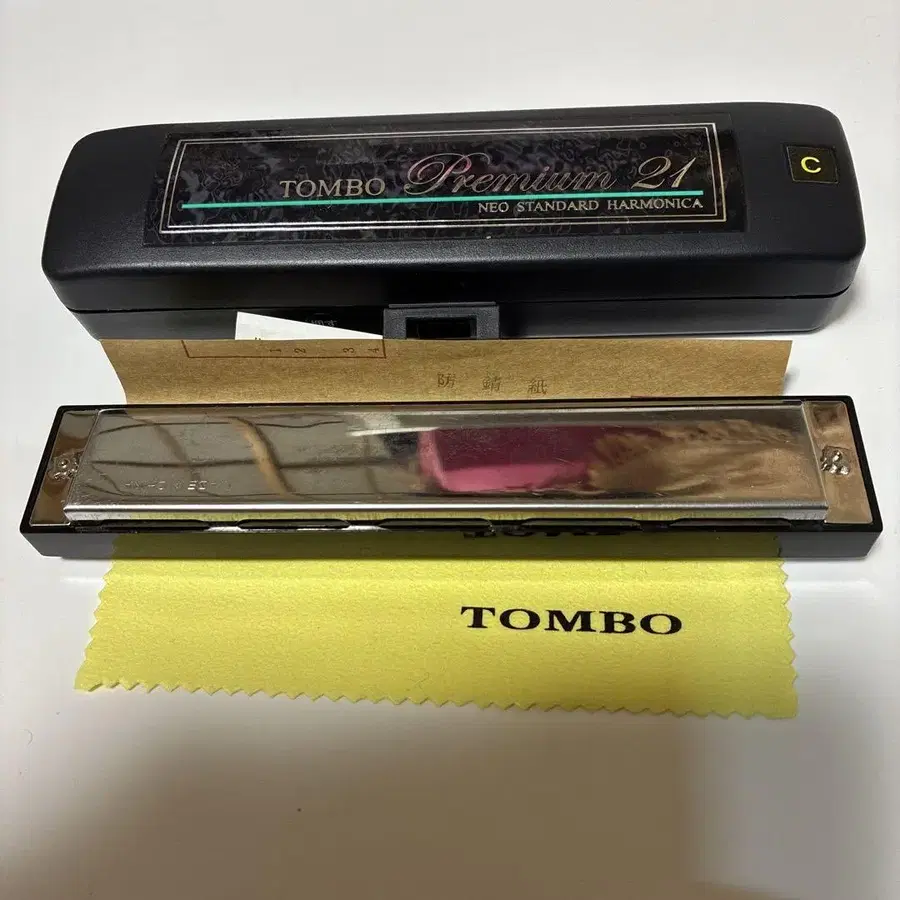 TOMBO Premium 21
NEO STANDARD HARMONICA
C
1 2 3 4
防 錆 紙
TOMBO